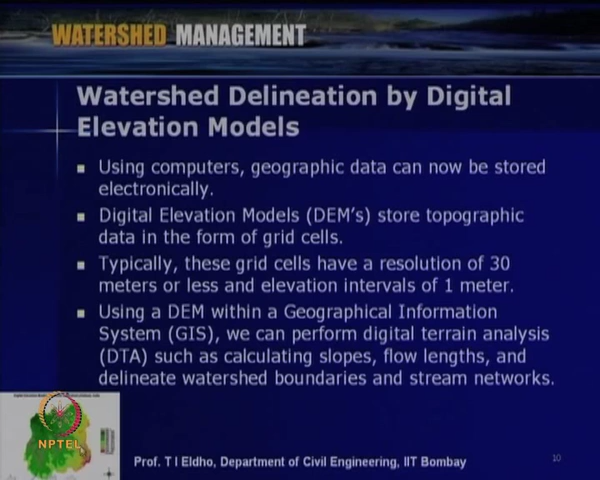 WATERSHED MANAGEMENT
Watershed Delineation by Digital
Elevation Models
Using computers, geographic data can now be stored
electronically.
Digital Elevation Models (DEM's) store topographic
data in the form of grid cells.
Typically, these grid cells have a resolution of 30
meters or less and elevation intervals of 1 meter.
Using a DEM within a Geographical Information
System (GIS), we can perform digital terrain analysis
(DTA) such as calculating slopes, flow lengths, and
delineate watershed boundaries and stream networks.
NPTEL
Prof. T I Eldho, Department of Civil Engineering, IIT Bombay
10